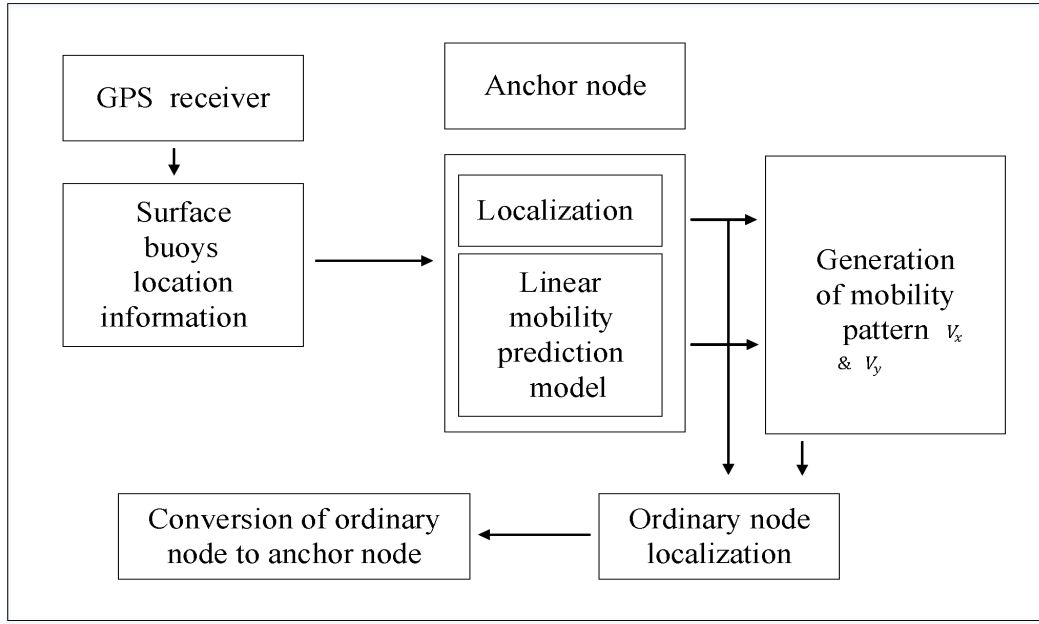 GPS receiver
Surface
buoys
location
information
Anchor node
Localization
Linear
mobility
prediction
model
Generation
of mobility
pattern Vx
& Vy
Ordinary node
localization
Conversion of ordinary
node to anchor node